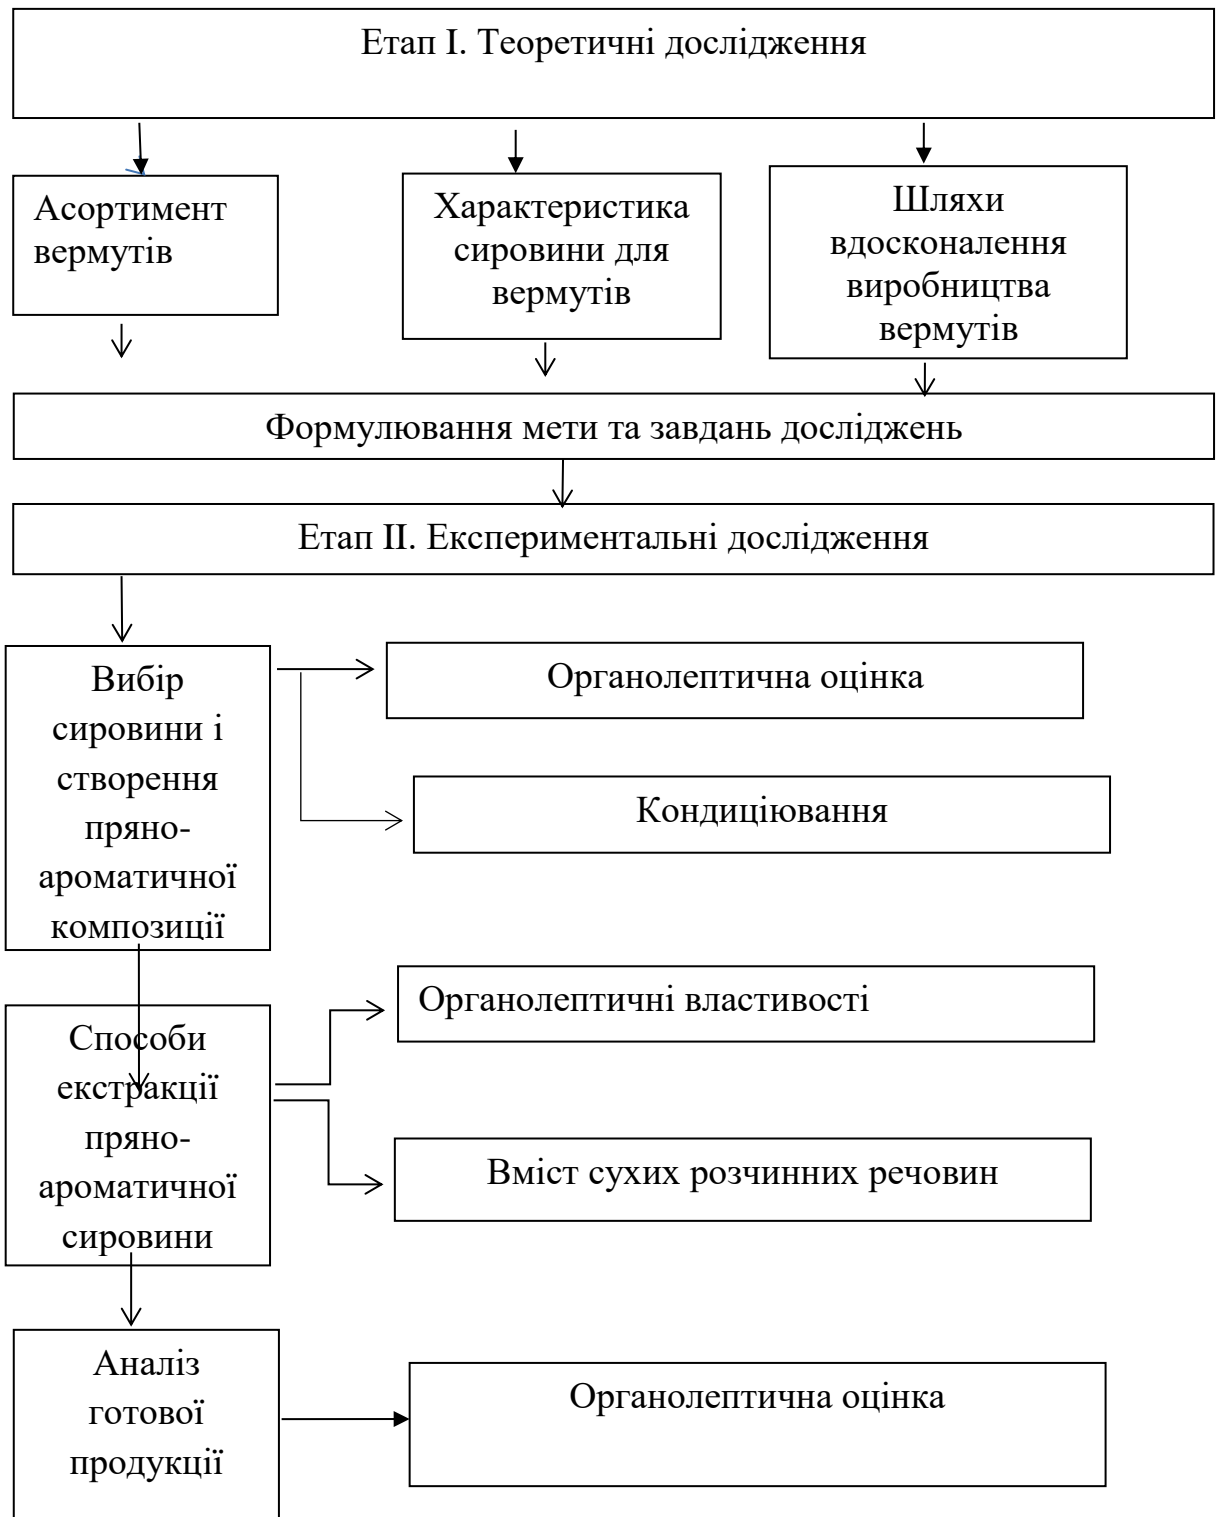 Етап І. Теоретичні дослідження
Асортимент
вермутів
Характеристика
сировини для
вермутів
Шляхи
вдосконалення
виробництва
вермутів
Формулювання мети та завдань досліджень
Етап ІІ. Експериментальні дослідження
Вибір
сировини і
створення
пряно-
ароматичної
композиції
Органолептична оцінка
Кондиціювання
Способи
екстракції
пряно-
ароматичної
сировини
Органолептичні властивості
Вміст сухих розчинних речовин
Аналіз
готової
продукції
Органолептична оцінка